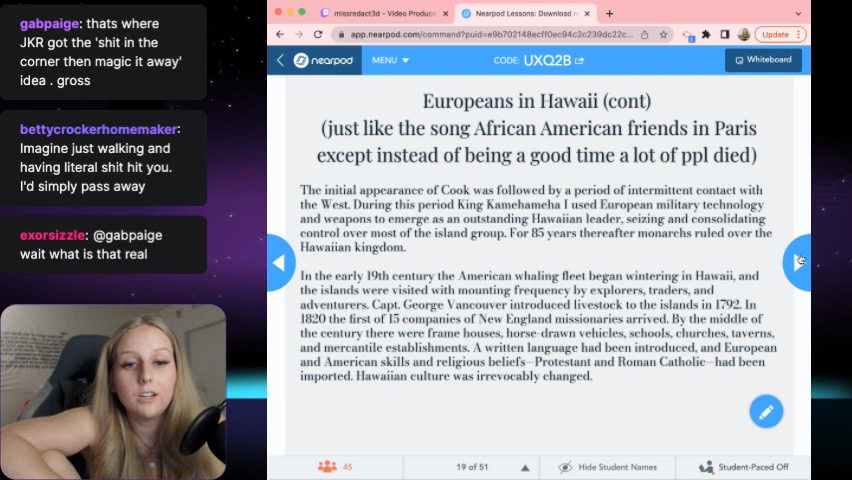 gabpaige: thats where
JKR got the 'shit in the
corner then magic it away'
idea . gross
bettycrockerhomemaker:
Imagine just walking and
having literal shit hit you.
I'd simply pass away
exorsizzle: @gabpaige
wait what is that real
missredact3d - Video Produce
Nearpod Lessons: Download r
app.nearpod.com/command?puid=e9b702148ecff0ec94c2c239dc22c...
Update
nearpod
MENU
CODE: UXQ2B
Whiteboard
Europeans in Hawaii (cont)
(just like the song African American friends in Paris
except instead of being a good time a lot of ppl died)
The initial appearance of Cook was followed by a period of intermittent contact with
the West. During this period King Kamehameha I used European military technology
and weapons to emerge as an outstanding Hawaiian leader, seizing and consolidating
control over most of the island group. For 85 years thereafter monarchs ruled over the
Hawaiian kingdom.
In the early 19th century the American whaling fleet began wintering in Hawaii, and
the islands were visited with mounting frequency by explorers, traders, and
adventurers. Capt. George Vancouver introduced livestock to the islands in 1792. In
1820 the first of 15 companies of New England missionaries arrived. By the middle of
the century there were frame houses, horse-drawn vehicles, schools, churches, taverns,
and mercantile establishments. A written language had been introduced, and European
and American skills and religious beliefs—Protestant and Roman Catholic—had been
imported. Hawaiian culture was irrevocably changed.
45
19 of 51
Hide Student Names
Student-Paced Off